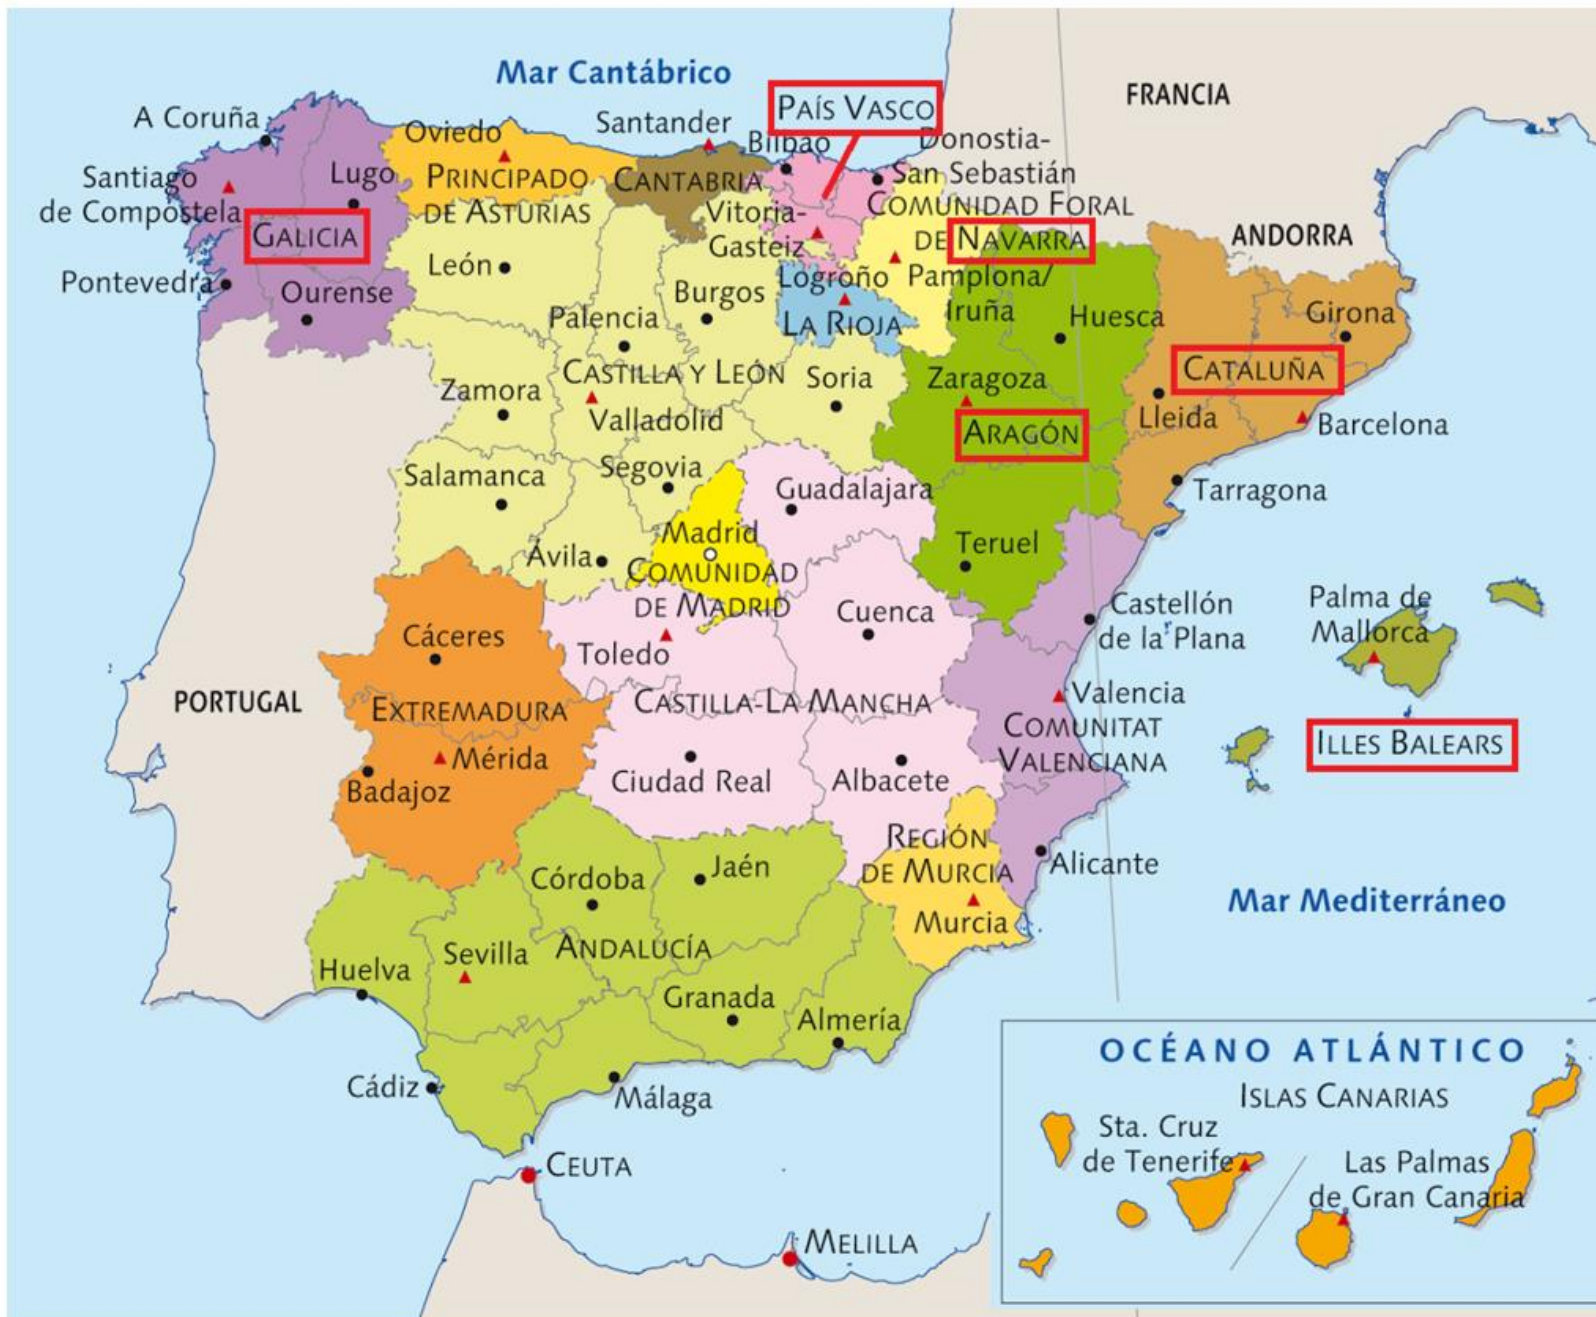 Mar Cantábrico
FRANCIA
A Coruña
Oviedo
Santander
País Vasco
Bilbao
Donostia-
San Sebastián
Santiago
de Compostela
Lugo
Principado
de Asturias
Cantabria
Vitoria-
Gasteiz
Comunidad Foral
de Navarra
Andorra
Galicia
León
Pontevedra
Ourense
Burgos
Logroño
Pamplona/
Iruña
La Rioja
Palencia
Huesca
Girona
Castilla y León
Soria
Zaragoza
Cataluña
Zamora
Valladolid
Aragón
Lleida
Barcelona
Salamanca
Segovia
Guadalajara
Tarragona
Ávila
Madrid
Comunidad
de Madrid
Teruel
Cuenca
Castellón
de la Plana
Palma de
Mallorca
Cáceres
Toledo
PORTUGAL
Extremadura
Castilla-La Mancha
Valencia
Comunitat
Valenciana
Illes Balears
Mérida
Badajoz
Ciudad Real
Albacete
Región
de Murcia
Alicante
Murcia
Mar Mediterráneo
Córdoba
Jaén
Andalucía
Huelva
Sevilla
Granada
Almería
Cádiz
Málaga
Ceuta
Melilla
OCÉANO ATLÁNTICO
Islas Canarias
Sta. Cruz
de Tenerife
Las Palmas
de Gran Canaria